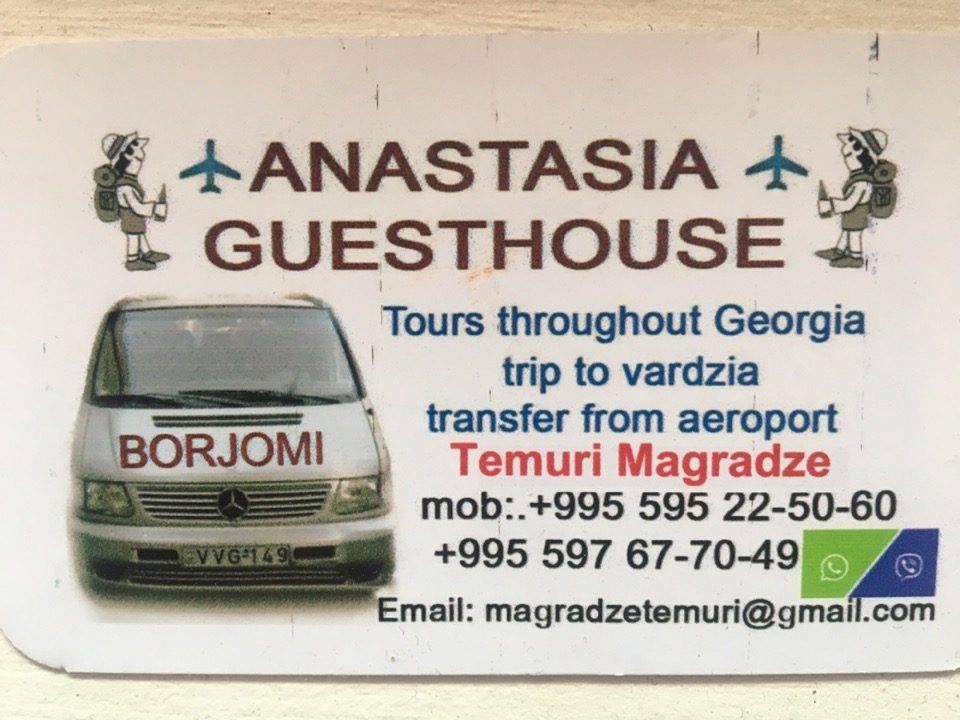 ANASTASIA
GUESTHOUSE
Tours throughout Georgia
trip to vardzia
transfer from aeroport
BORJOMI
Temuri Magradze
mob:.+995 595 22-50-60
+995 597 67-70-49
VVG-149
Email: magradzetemuri@gmail.com